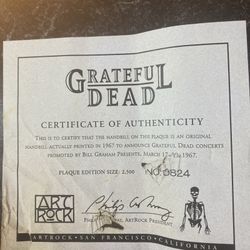 GRATEFUL
DEAD
CERTIFICATE OF AUTHENTICITY
THIS IS TO CERTIFY THAT THE HANDBILL ON THIS PLAQUE IS AN ORIGINAL
HANDBILL ACTUALLY PRINTED IN 1967 TO ANNOUNCE GRATEFUL DEAD CONCERTS
PROMOTED BY BILL GRAHAM PRESENTS, MARCH 17- 1967.
PLAQUE EDITION SIZE: 2,500 NO 0824
ART
ROCK
ARTROCK PRESIDENT
ARTROCK • SAN FRANCISCO • CALIFORNIA